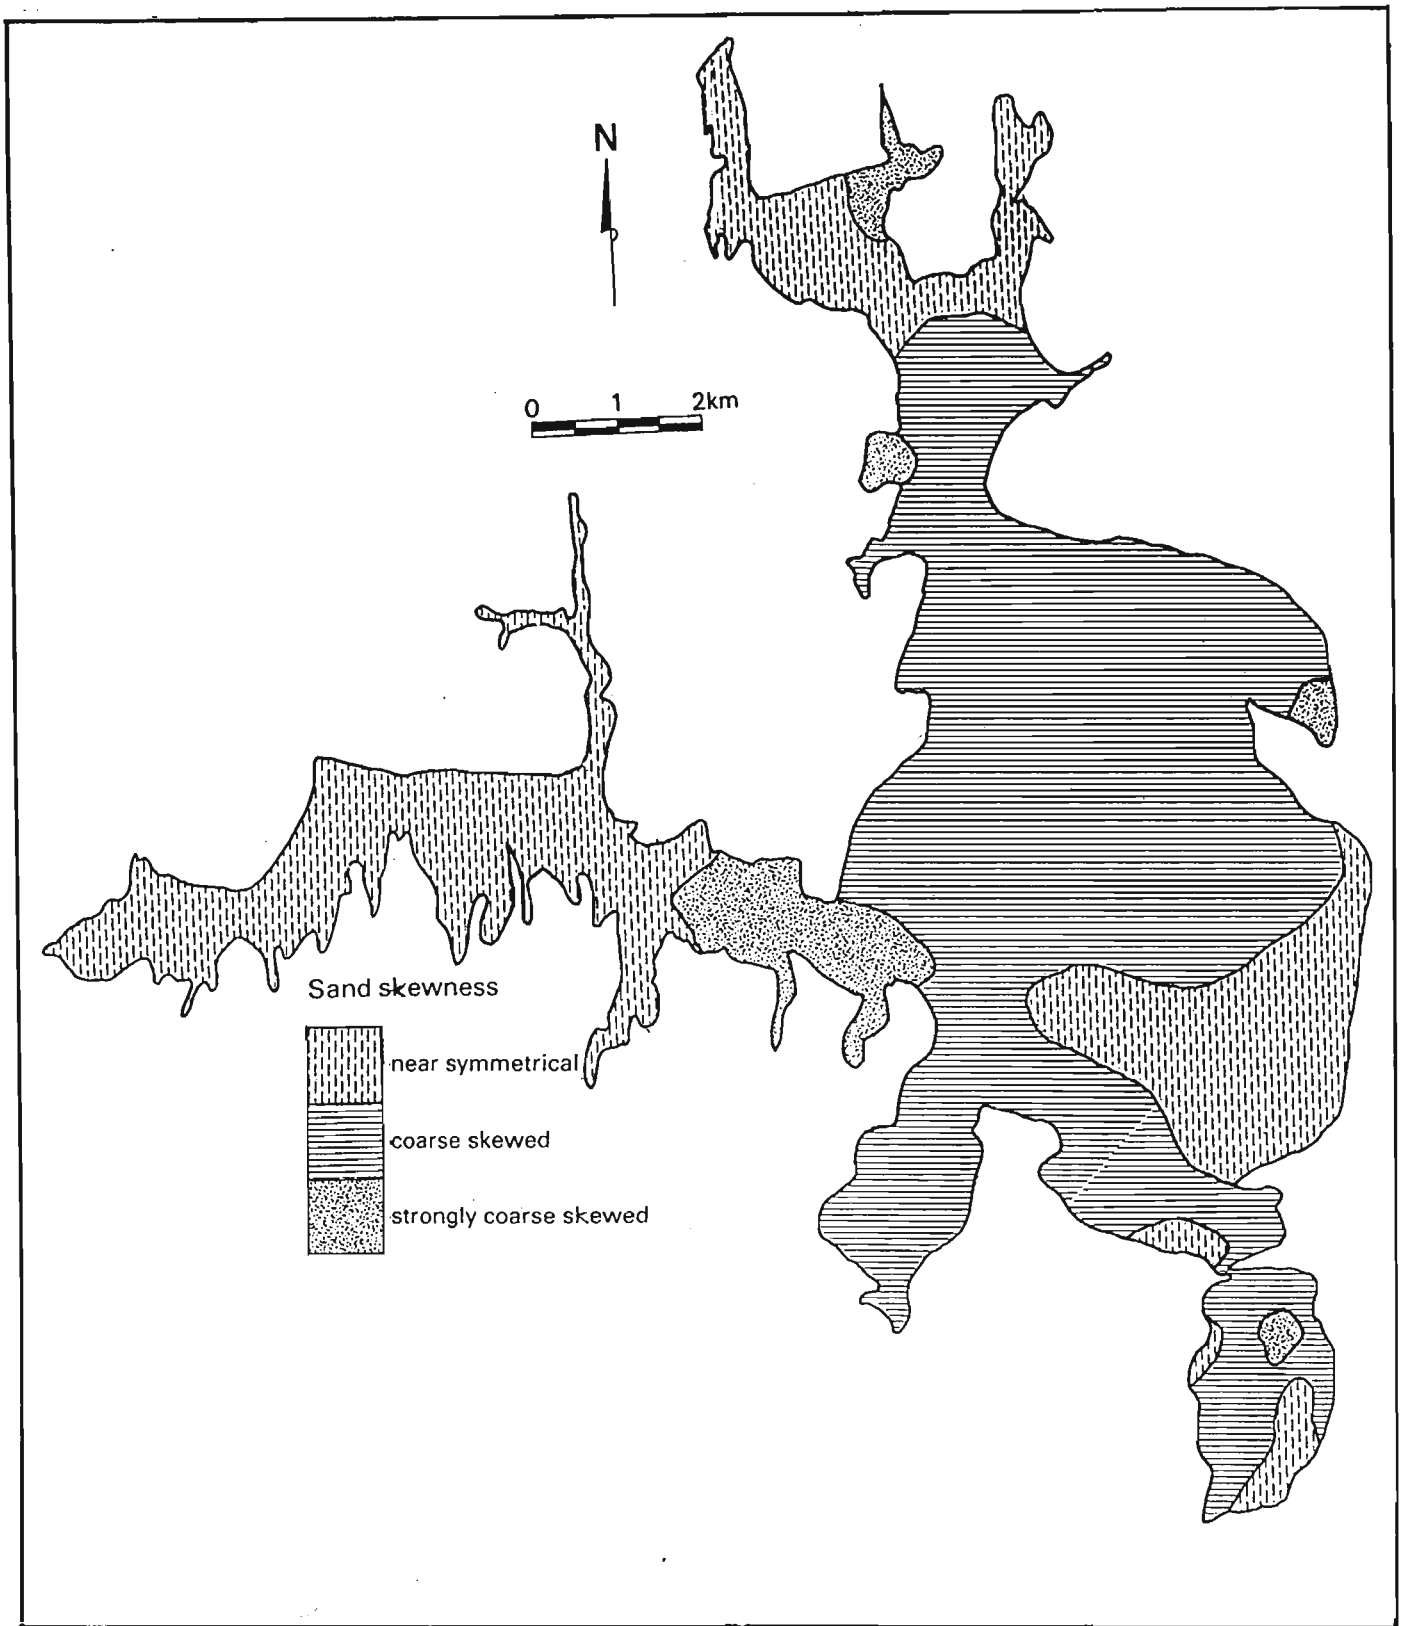 N
0 1 2km
Sand skewness
near symmetrical
coarse skewed
strongly coarse skewed